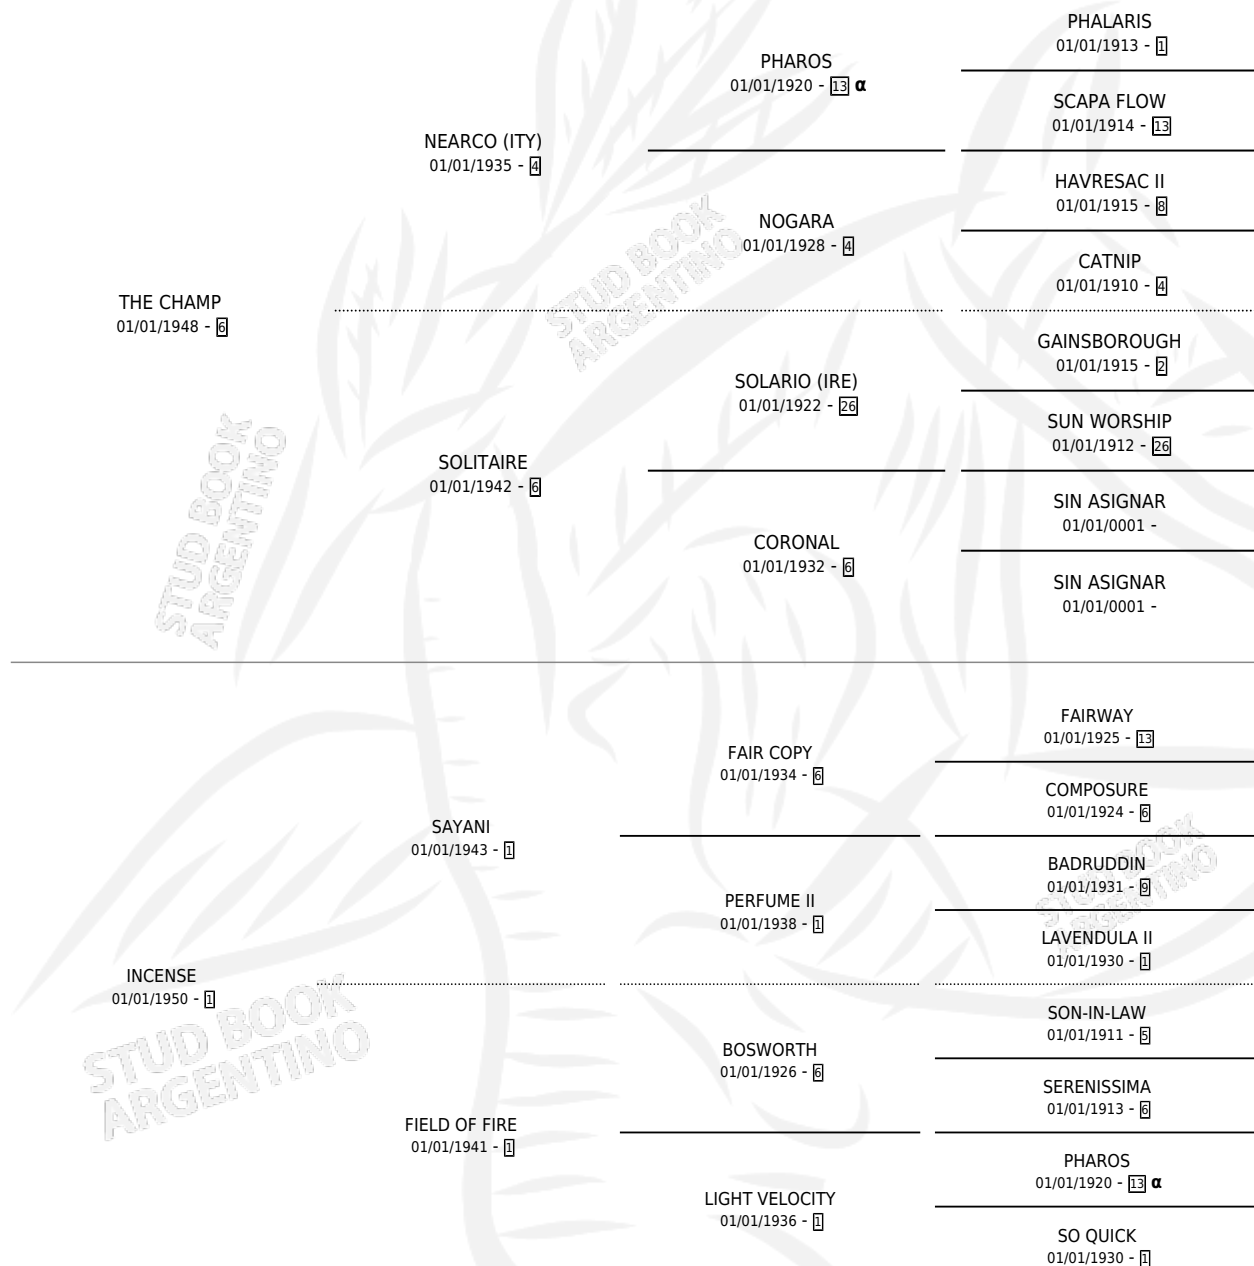 PHALARIS
01/01/1913 - 1
PHAROS
01/01/1920 - 13 α
SCAPA FLOW
01/01/1914 - 13
NEARCO (ITY)
01/01/1935 - 4
HAVRESAC II
01/01/1915 - 8
NOGARA
01/01/1928 - 4
CATNIP
01/01/1910 - 4
THE CHAMP
01/01/1948 - 6
GAINSBOROUGH
01/01/1915 - 2
SOLARIO (IRE)
01/01/1922 - 26
SUN WORSHIP
01/01/1912 - 26
SOLITAIRE
01/01/1942 - 6
SIN ASIGNAR
01/01/0001 -
CORONAL
01/01/1932 - 6
SIN ASIGNAR
01/01/0001 -
FAIRWAY
01/01/1925 - 13
FAIR COPY
01/01/1934 - 6
COMPOSURE
01/01/1924 - 6
SAYANI
01/01/1943 - 1
BADRUDDIN
01/01/1931 - 9
PERFUME II
01/01/1938 - 1
LAVENDULA II
01/01/1930 - 1
INCENSE
01/01/1950 - 1
SON-IN-LAW
01/01/1911 - 5
BOSWORTH
01/01/1926 - 6
SERENISSIMA
01/01/1913 - 6
FIELD OF FIRE
01/01/1941 - 1
PHAROS
01/01/1920 - 13 α
LIGHT VELOCITY
01/01/1936 - 1
SO QUICK
01/01/1930 - 1
STUD BOOK
ARGENTINO
STUD BOOK
ARGENTINO
STUD BOOK
ARGENTINO
STUD BOOK
ARGENTINO